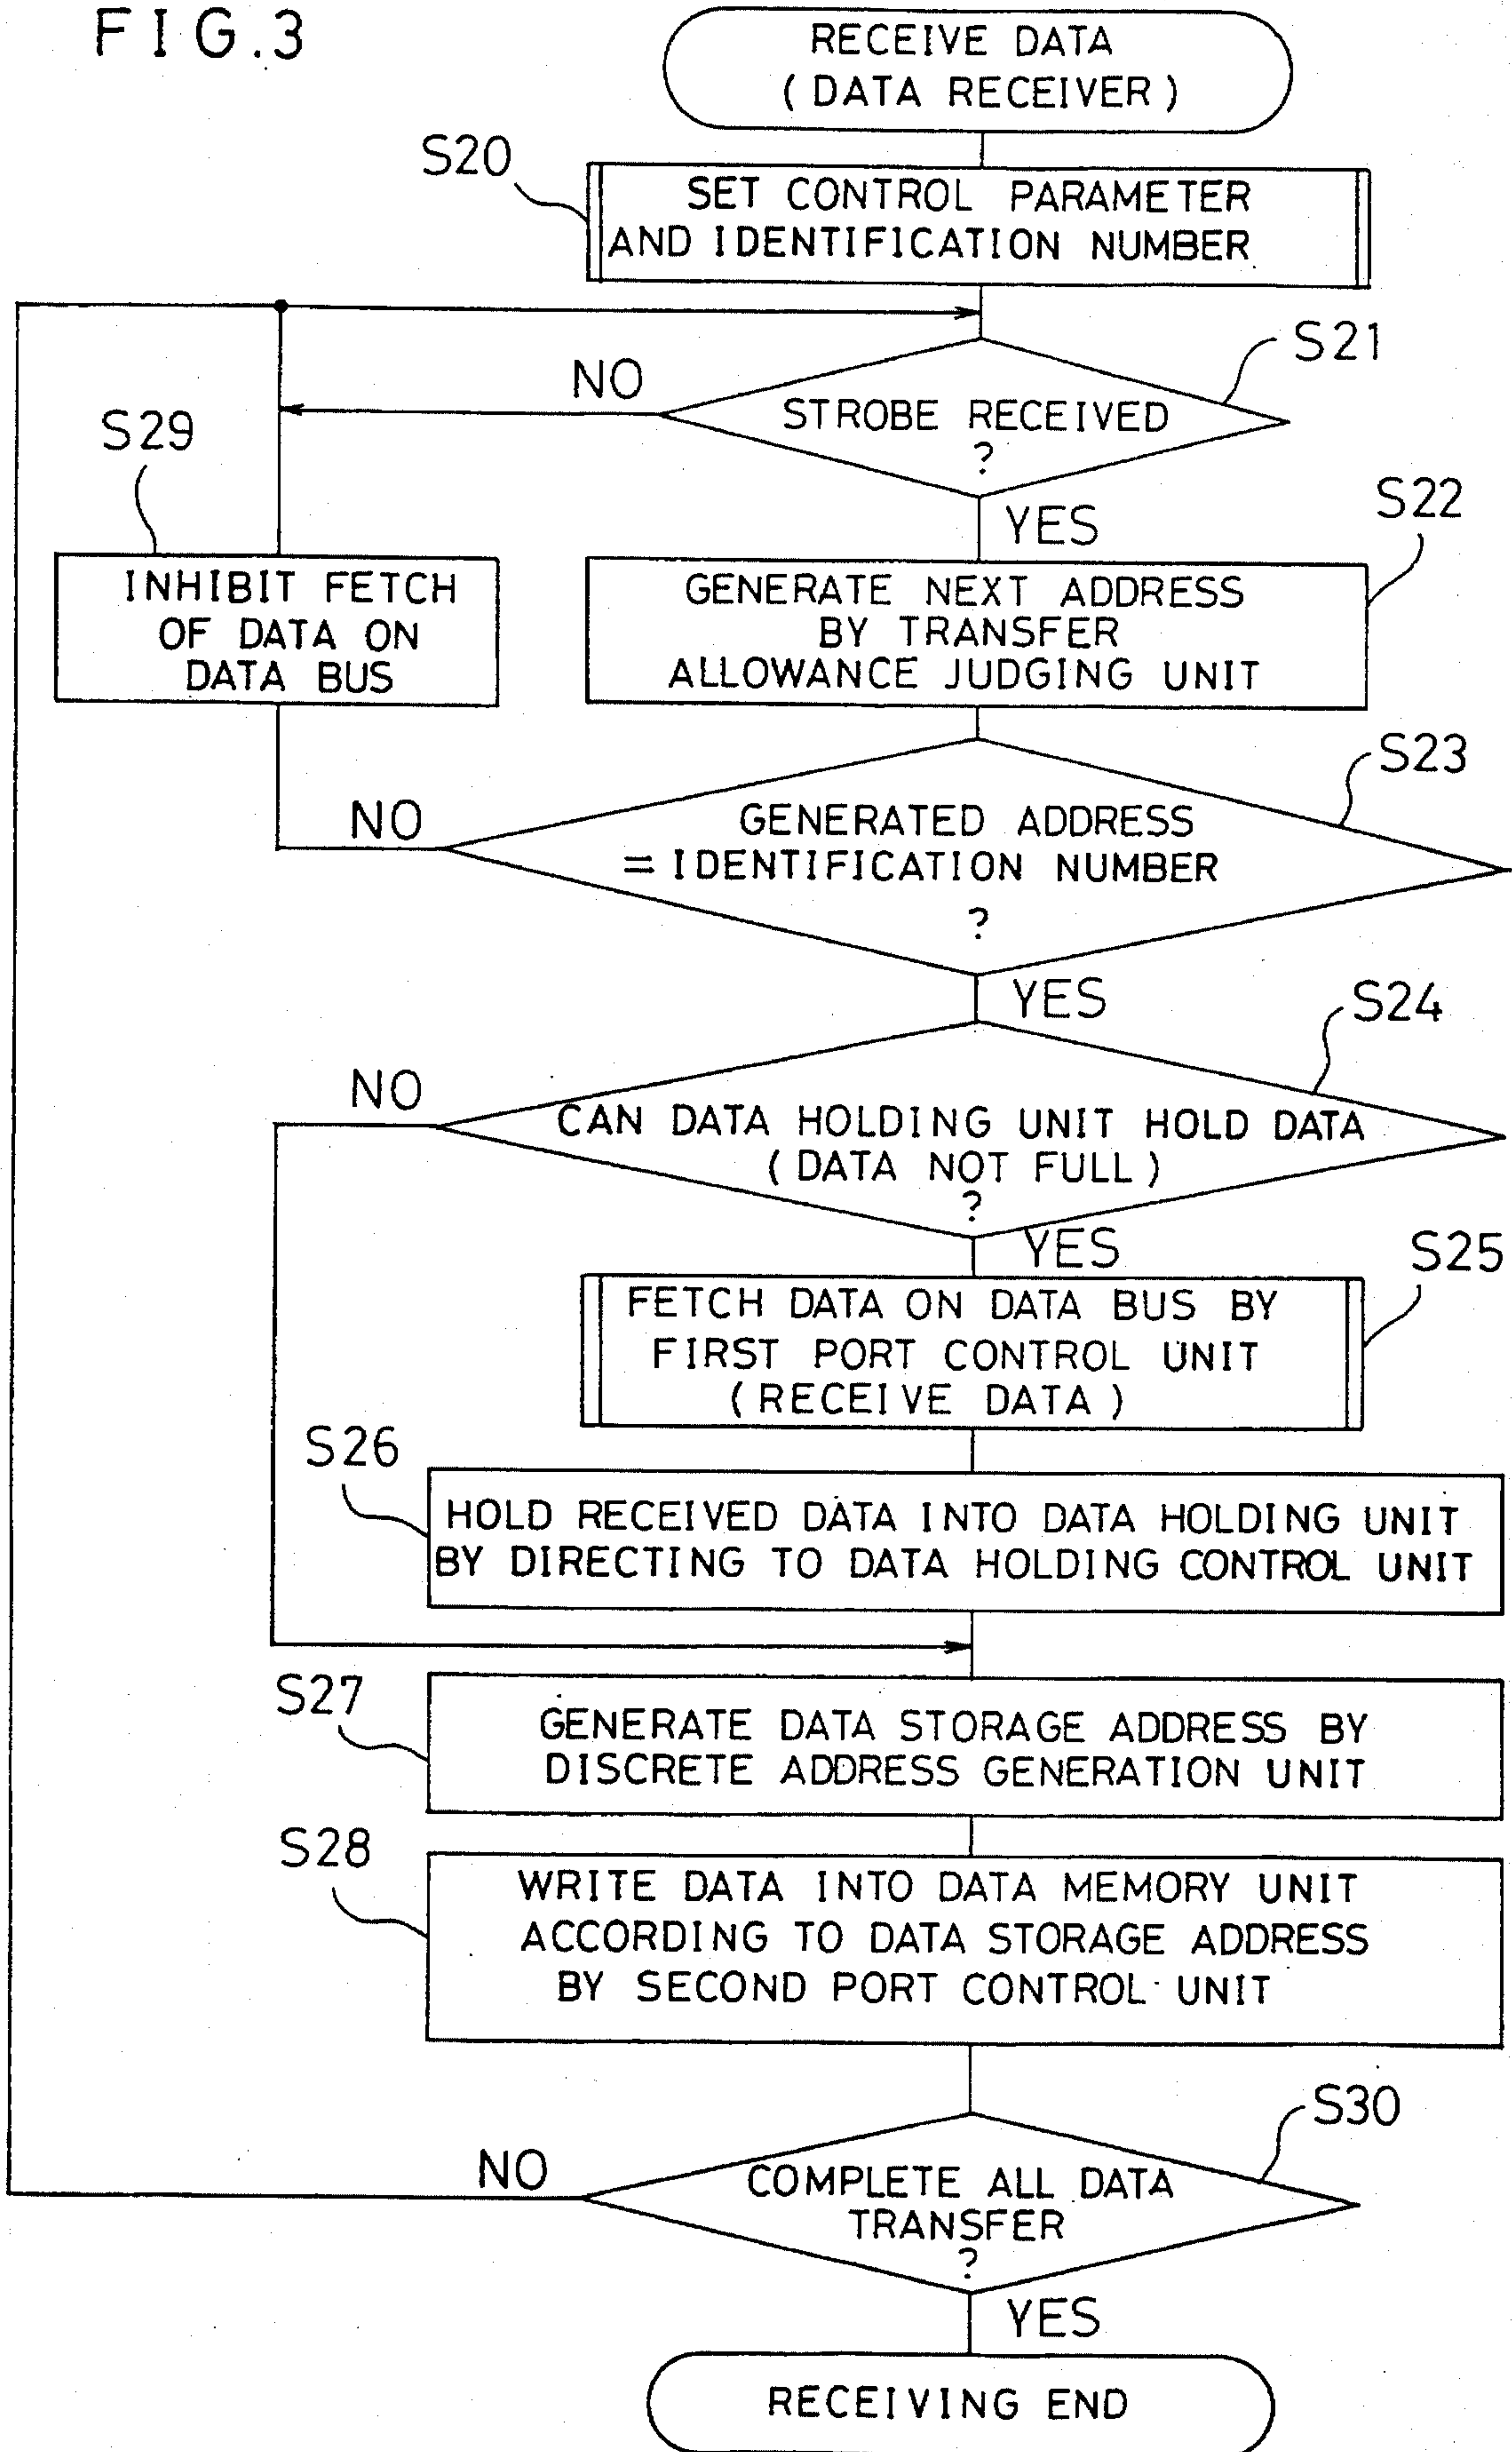 FIG.3
RECEIVE DATA
(DATA RECEIVER)
S20
SET CONTROL PARAMETER
AND IDENTIFICATION NUMBER
S21
NO
STROBE RECEIVED
?
S29
YES
S22
INHIBIT FETCH
OF DATA ON
DATA BUS
GENERATE NEXT ADDRESS
BY TRANSFER
ALLOWANCE JUDGING UNIT
S23
NO
GENERATED ADDRESS
= IDENTIFICATION NUMBER
?
YES
S24
NO
CAN DATA HOLDING UNIT HOLD DATA
(DATA NOT FULL)
?
YES
S25
FETCH DATA ON DATA BUS BY
FIRST PORT CONTROL UNIT
(RECEIVE DATA)
S26
HOLD RECEIVED DATA INTO DATA HOLDING UNIT
BY DIRECTING TO DATA HOLDING CONTROL UNIT
S27
GENERATE DATA STORAGE ADDRESS BY
DISCRETE ADDRESS GENERATION UNIT
S28
WRITE DATA INTO DATA MEMORY UNIT
ACCORDING TO DATA STORAGE ADDRESS
BY SECOND PORT CONTROL UNIT
S30
NO
COMPLETE ALL DATA
TRANSFER
?
YES
RECEIVING END